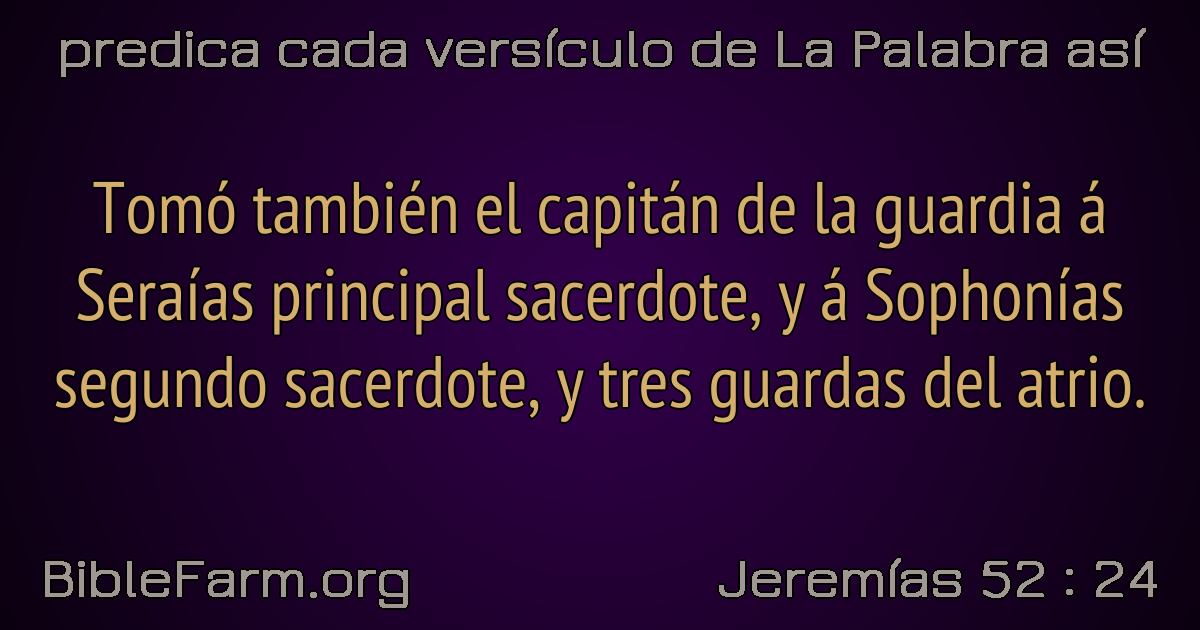 predica cada versículo de La Palabra así
Tomó también el capitán de la guardia á
Seraías principal sacerdote, y á Sophonías
segundo sacerdote, y tres guardas del atrio.
BibleFarm.org
Jeremías 52 : 24